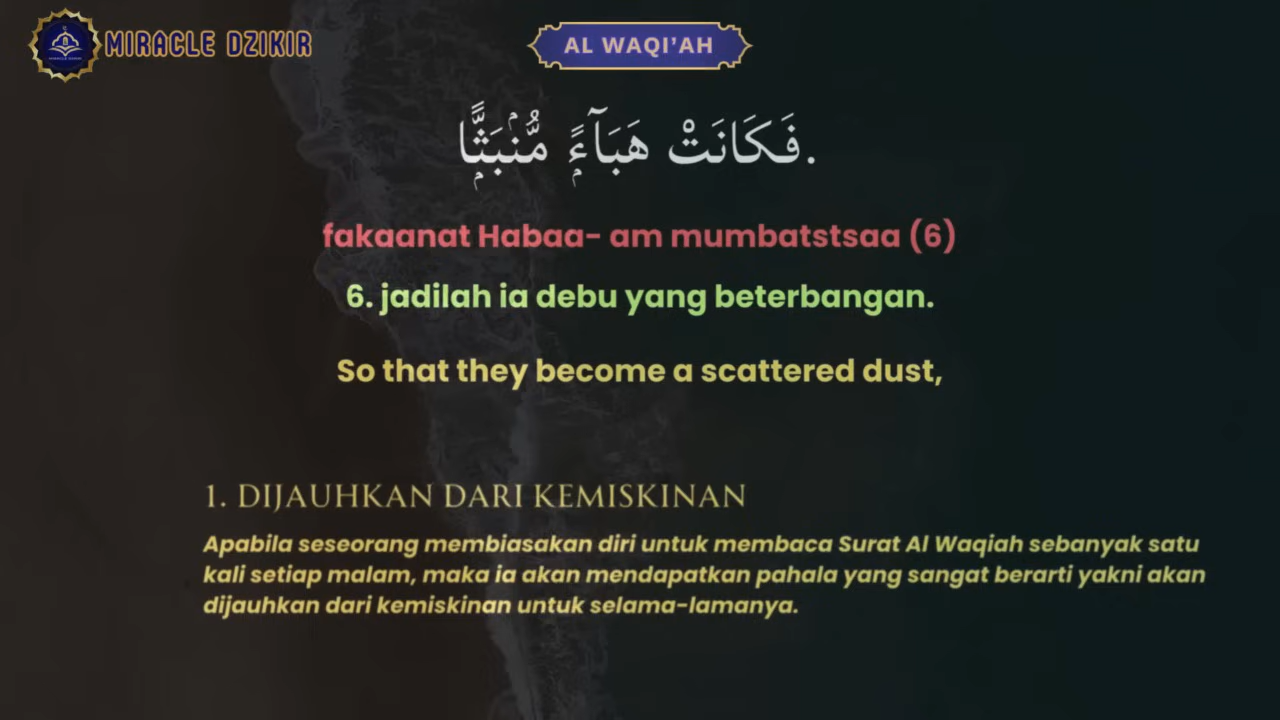 MIRACLE DZIKIR
AL WAQI'AH
فَكَانَتْ هَبَآءً مُّنۢبَثًّا.
fakaanat Habaa- am mumbatstsaa (6)
6. jadilah ia debu yang beterbangan.
So that they become a scattered dust,
1. DIJAUHKAN DARI KEMISKINAN
Apabila seseorang membiasakan diri untuk membaca Surat Al Waqiah sebanyak satu
kali setiap malam, maka ia akan mendapatkan pahala yang sangat berarti yakni akan
dijauhkan dari kemiskinan untuk selama-lamanya.